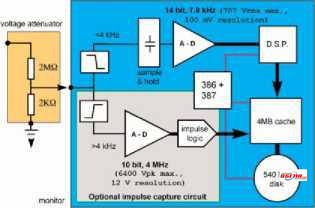 14 bit, 7.8 kHz (707 Vrms max.,
100 mV resolution)
voltage attenuator
<4 kHz
A - D
D.S.P.
2MΩ
sample
& hold
386 +
387
2KΩ
A - D
impulse
logic
4MB cache
>4 kHz
10 bit, 4 MHz
(6400 Vpk max.,
12 V resolution)
540
disk
monitor
Optional impulse capture circuit